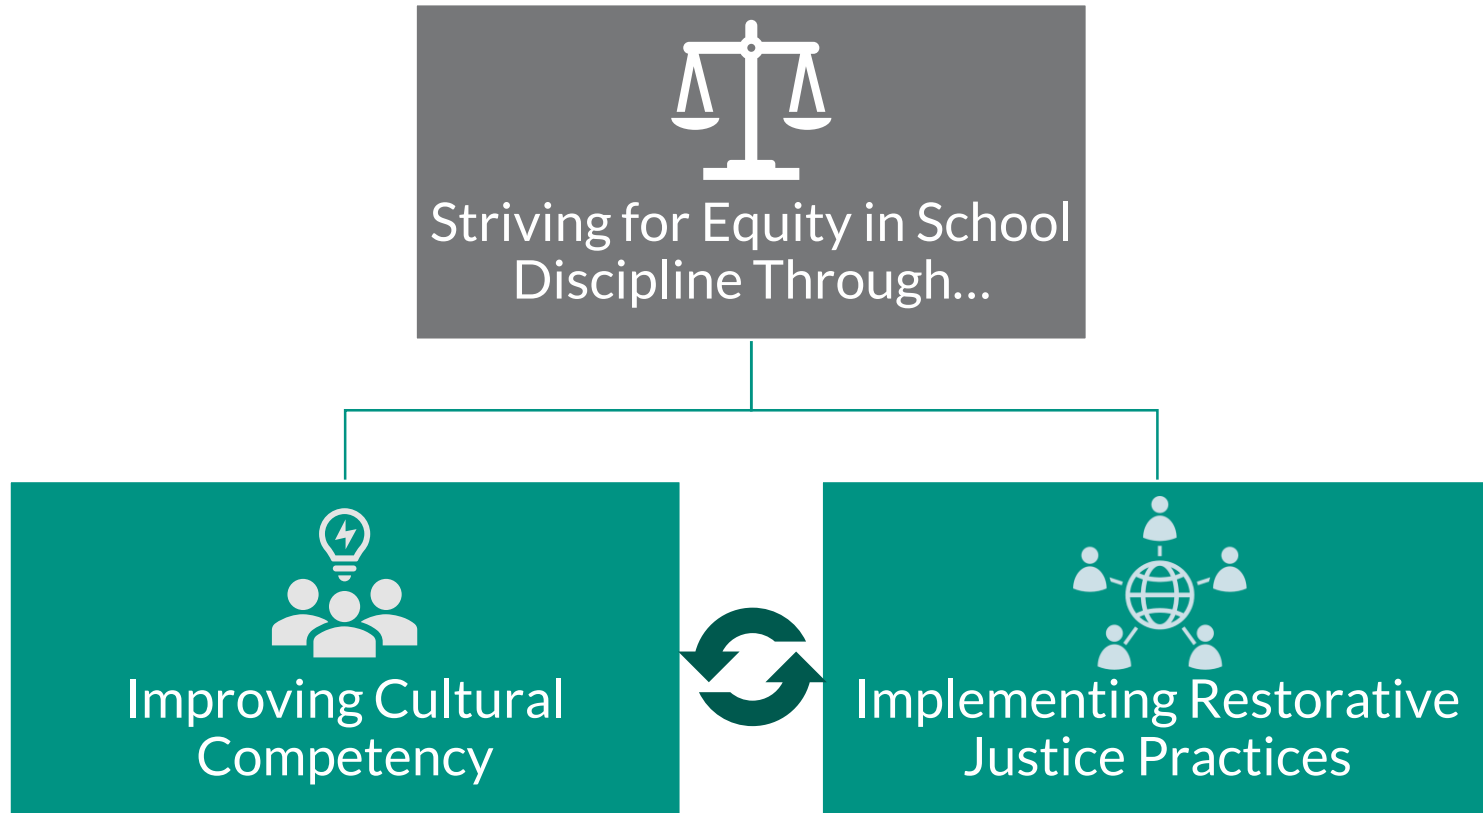 Striving for Equity in School
Discipline Through...
Improving Cultural
Competency
Implementing Restorative
Justice Practices